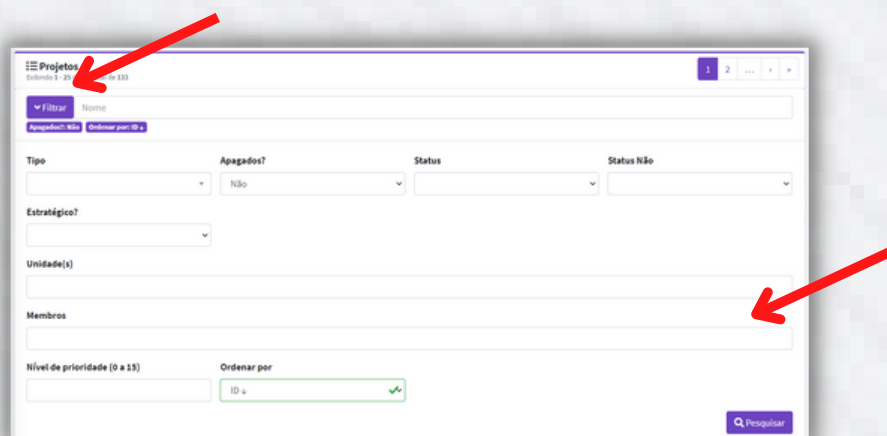 Projetos
Exibindo 1 - 25 de 133
1 2 ... › »
Filtrar Nome
Apagados?: Não Ordenar por: ID ↓
Tipo Apagados? Status Status Não
Não
Estratégico?
Unidade(s)
Membros
Nível de prioridade (0 a 15) Ordenar por
ID ↓
Pesquisar